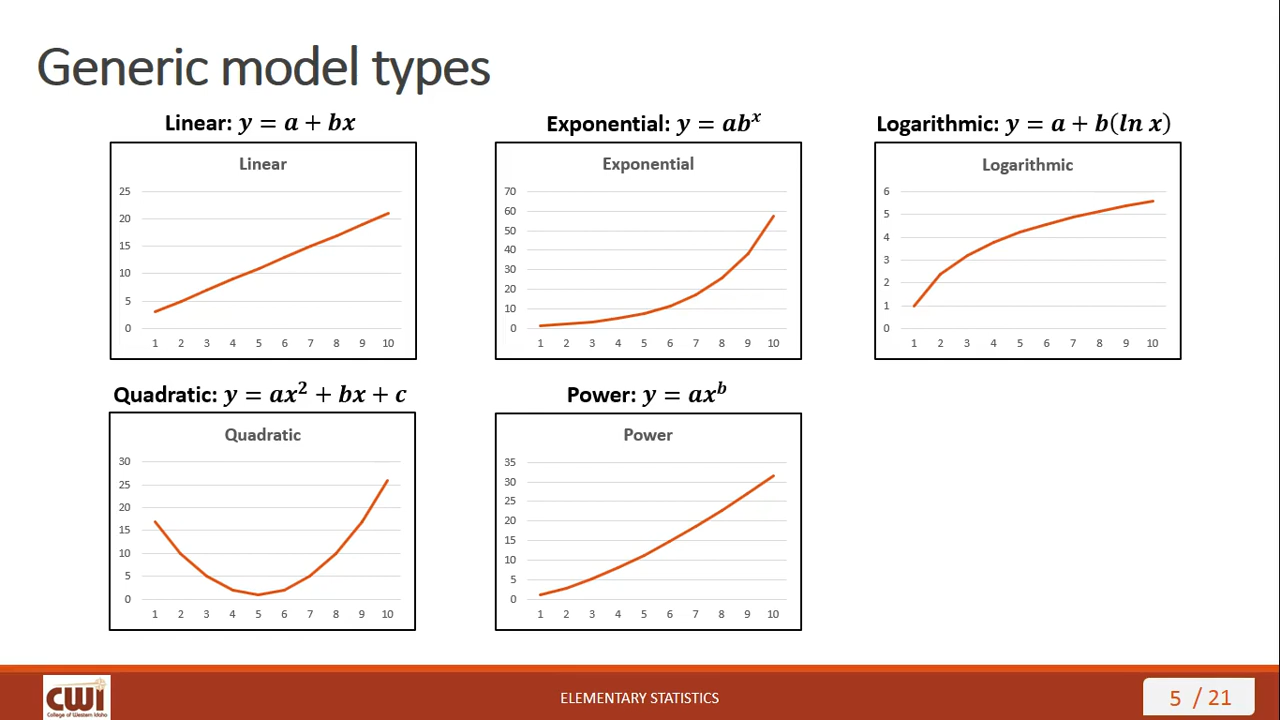 Generic model types
Linear: y = a + bx
Linear
25
20
15
10
5
0
1 2 3 4 5 6 7 8 9 10
Exponential: y = ab^x
Exponential
70
60
50
40
30
20
10
0
1 2 3 4 5 6 7 8 9 10
Logarithmic: y = a + b(ln x)
Logarithmic
6
5
4
3
2
1
0
1 2 3 4 5 6 7 8 9 10
Quadratic: y = ax² + bx + c
Quadratic
30
25
20
15
10
5
0
1 2 3 4 5 6 7 8 9 10
Power: y = ax^b
Power
35
30
25
20
15
10
5
0
1 2 3 4 5 6 7 8 9 10
CWI
College of Western Idaho
ELEMENTARY STATISTICS
5 / 21